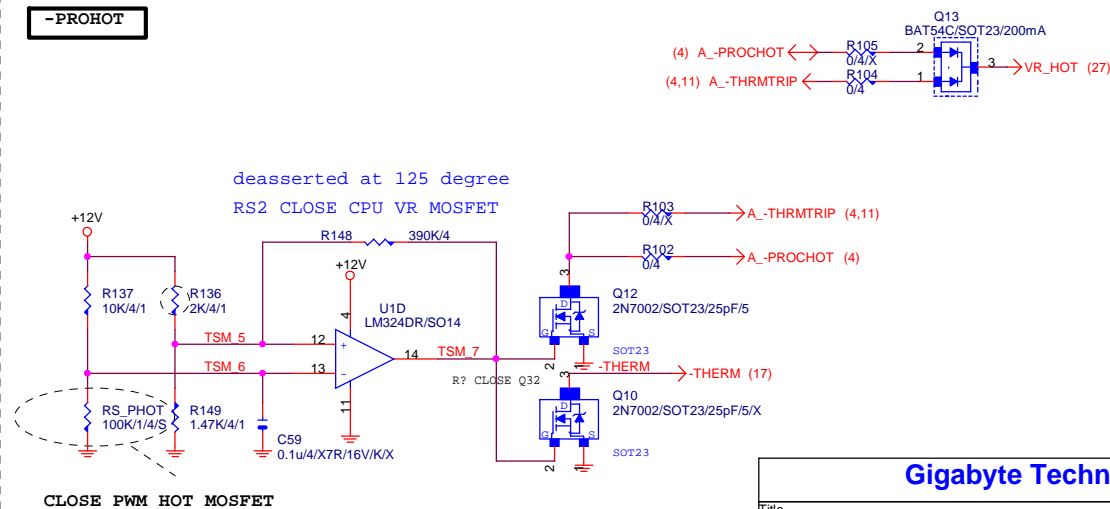 -PROHOT
Q13
BAT54C/SOT23/200mA
(4) A_-PROCHOT
R105
0/4/X
2
3
VR_HOT (27)
(4,11) A_-THRMTRIP
R104
0/4
1
deasserted at 125 degree
RS2 CLOSE CPU VR MOSFET
R103
0/4/X
A_-THRMTRIP (4,11)
+12V
R148
390K/4
R102
0/4
A_-PROCHOT (4)
+12V
R137
10K/4/1
R136
2K/4/1
U1D
LM324DR/SO14
4
3
D
G
S
Q12
2N7002/SOT23/25pF/5
SOT23
2
1
TSM_5
12
+
14
TSM_7
TSM_6
13
-
11
R? CLOSE Q32
-THERM
-THERM (17)
3
D
G
S
Q10
2N7002/SOT23/25pF/5/X
SOT23
2
1
RS_PHOT
100K/1/4/S
R149
1.47K/4/1
C59
0.1u/4/X7R/16V/K/X
CLOSE PWM HOT MOSFET
Gigabyte Techn
Title